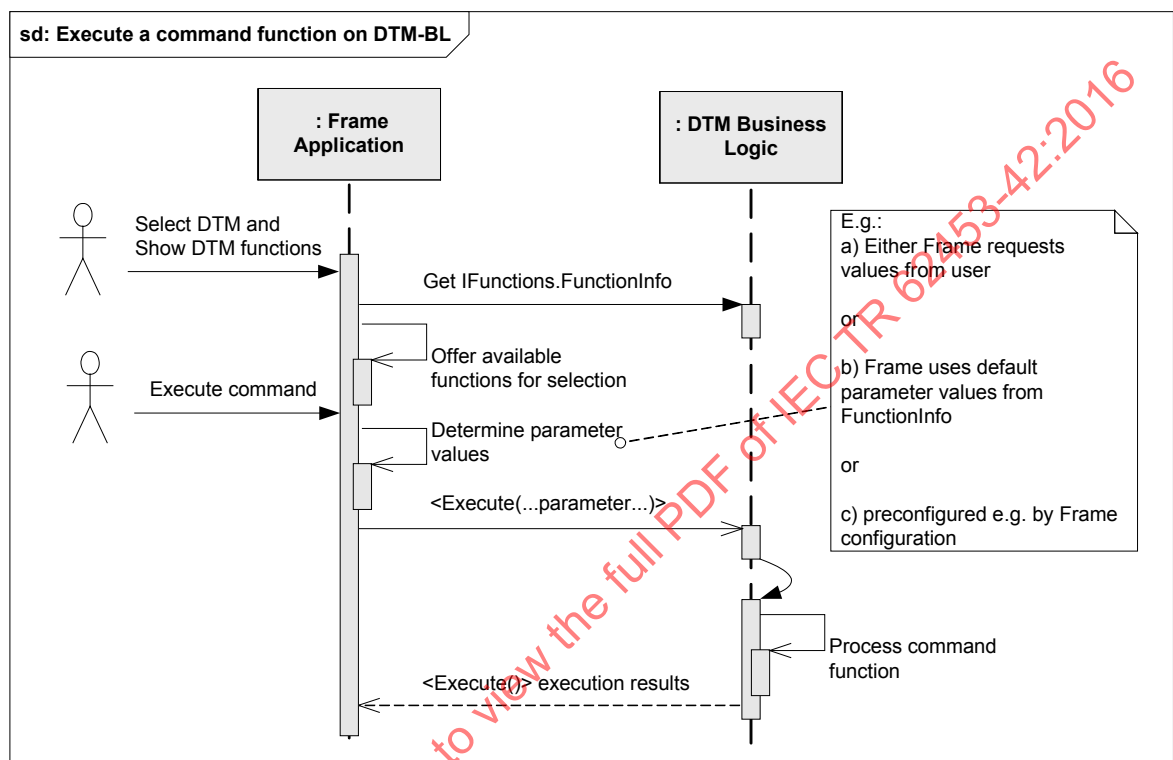 sd: Execute a command function on DTM-BL
: Frame
Application
: DTM Business
Logic
Select DTM and
Show DTM functions
Get IFunctions.FunctionInfo
Offer available
functions for selection
Execute command
Determine parameter
values
<Execute(...parameter...)>
Process command
function
<Execute()> execution results
E.g.:
a) Either Frame requests
values from user
or
b) Frame uses default
parameter values from
FunctionInfo
or
c) preconfigured e.g. by Frame
configuration
to view the full PDF of IEC TR 62453-42:2016